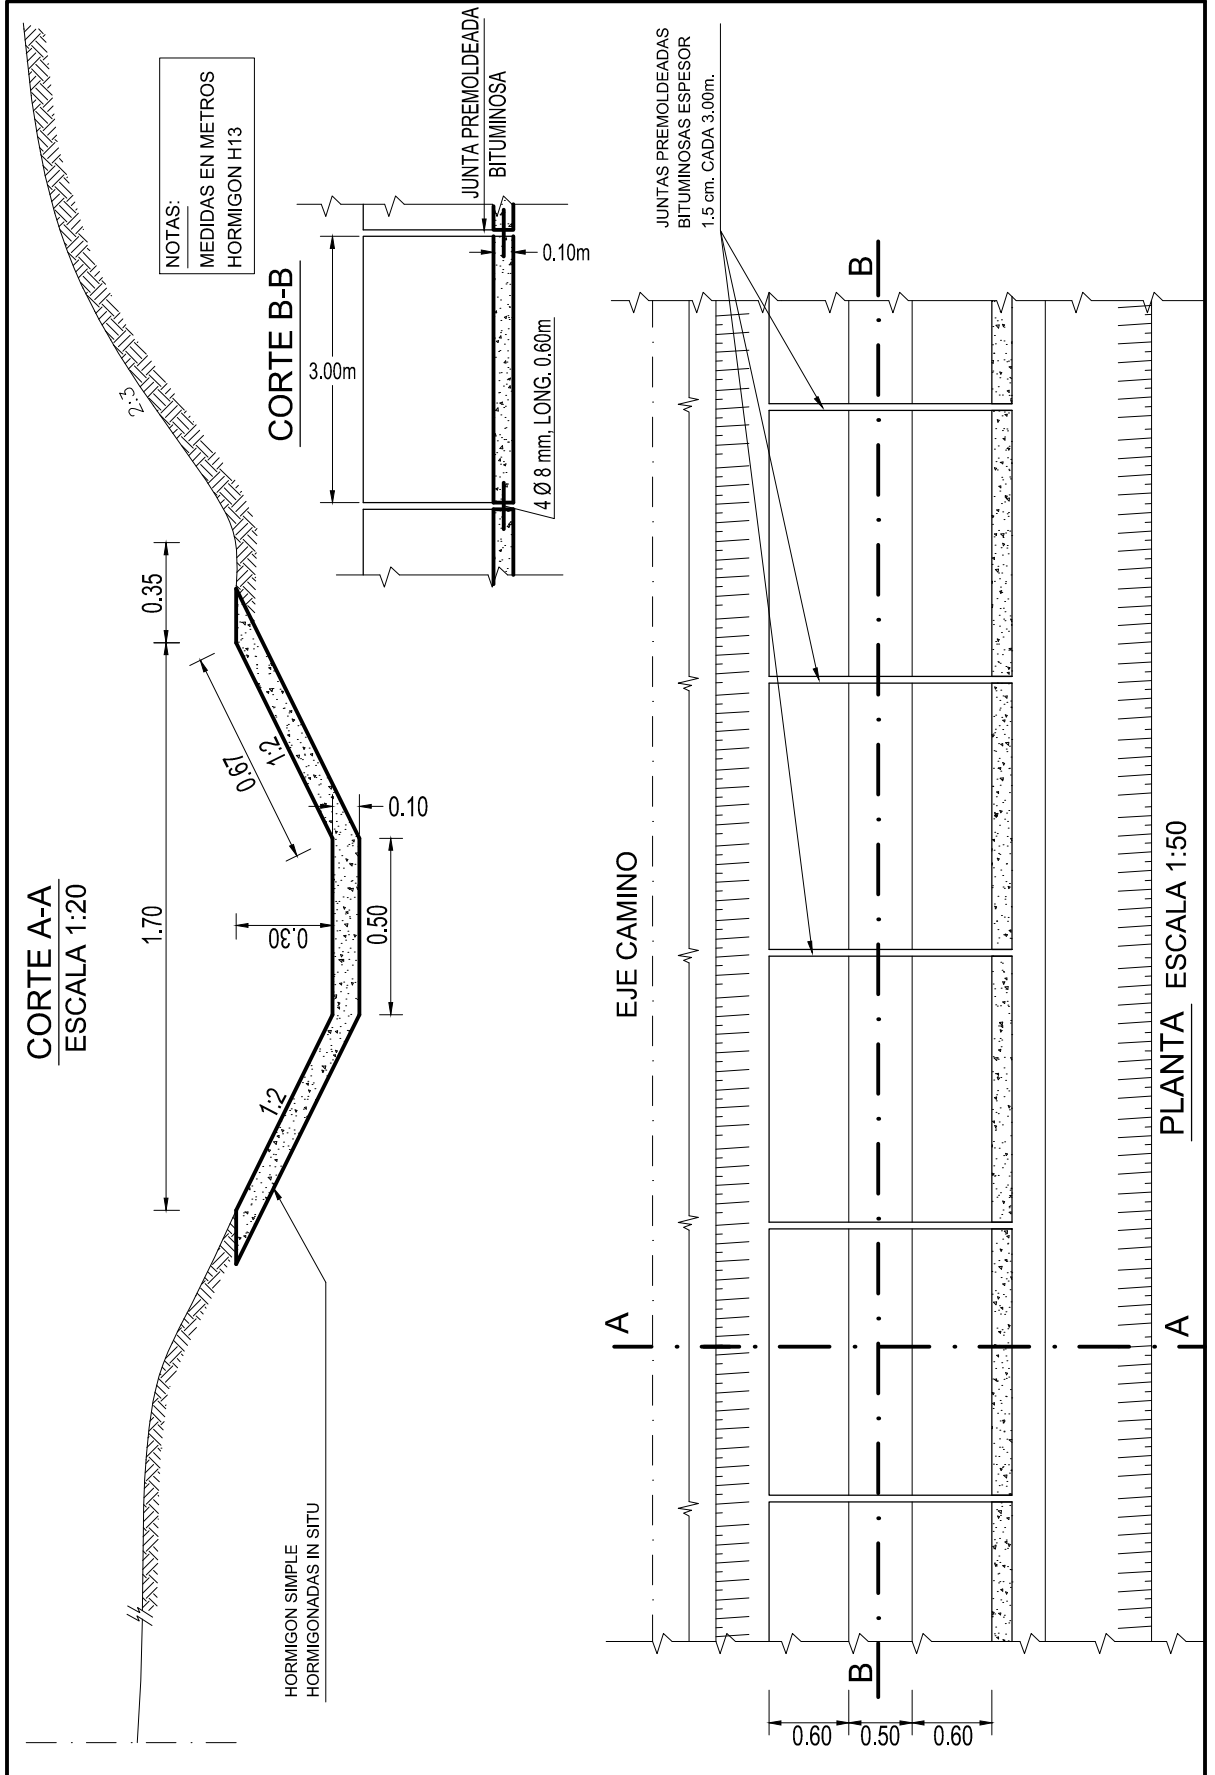 CORTE A-A
ESCALA 1:20
1.70
0.35
0.30
0.67
1:2
1:2
2:3
0.10
0.50
HORMIGON SIMPLE
HORMIGONADAS IN SITU
NOTAS:
MEDIDAS EN METROS
HORMIGON H13
CORTE B-B
3.00m
JUNTA PREMOLDEADA
BITUMINOSA
0.10m
4 Ø 8 mm, LONG. 0.60m
JUNTAS PREMOLDEADAS
BITUMINOSAS ESPESOR
1.5 cm. CADA 3.00m.
EJE CAMINO
A
A
B
B
0.60
0.50
0.60
PLANTA ESCALA 1:50